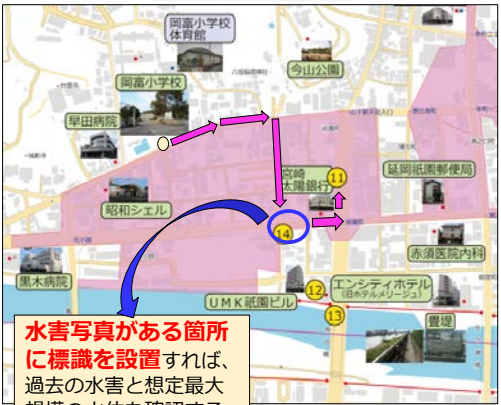 岡富小学校
体育館
今山公園
岡富小学校
早田病院
宮崎
太陽銀行
11
延岡祇園郵便局
昭和シェル
14
赤須医院内科
黒木病院
UMK祇園ビル
12
エンシティホテル
(旧ホテルメリージュ)
13
畳堤
水害写真がある箇所
に標識を設置すれば、
過去の水害と想定最大